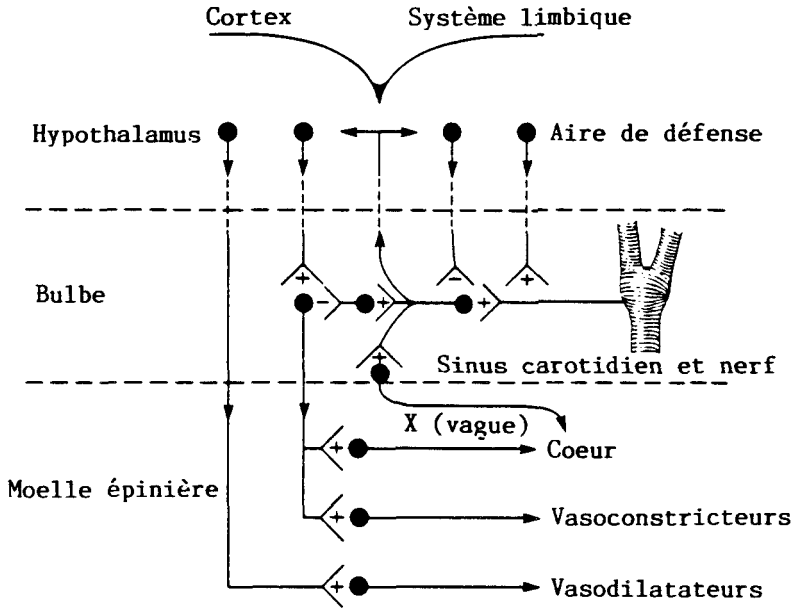 Cortex
Système limbique
Hypothalamus
Aire de défense
+
-
+
Bulbe
-
+
+
+
Sinus carotidien et nerf
X (vague)
+
Coeur
Moelle épinière
+
Vasoconstricteurs
+
Vasodilatateurs